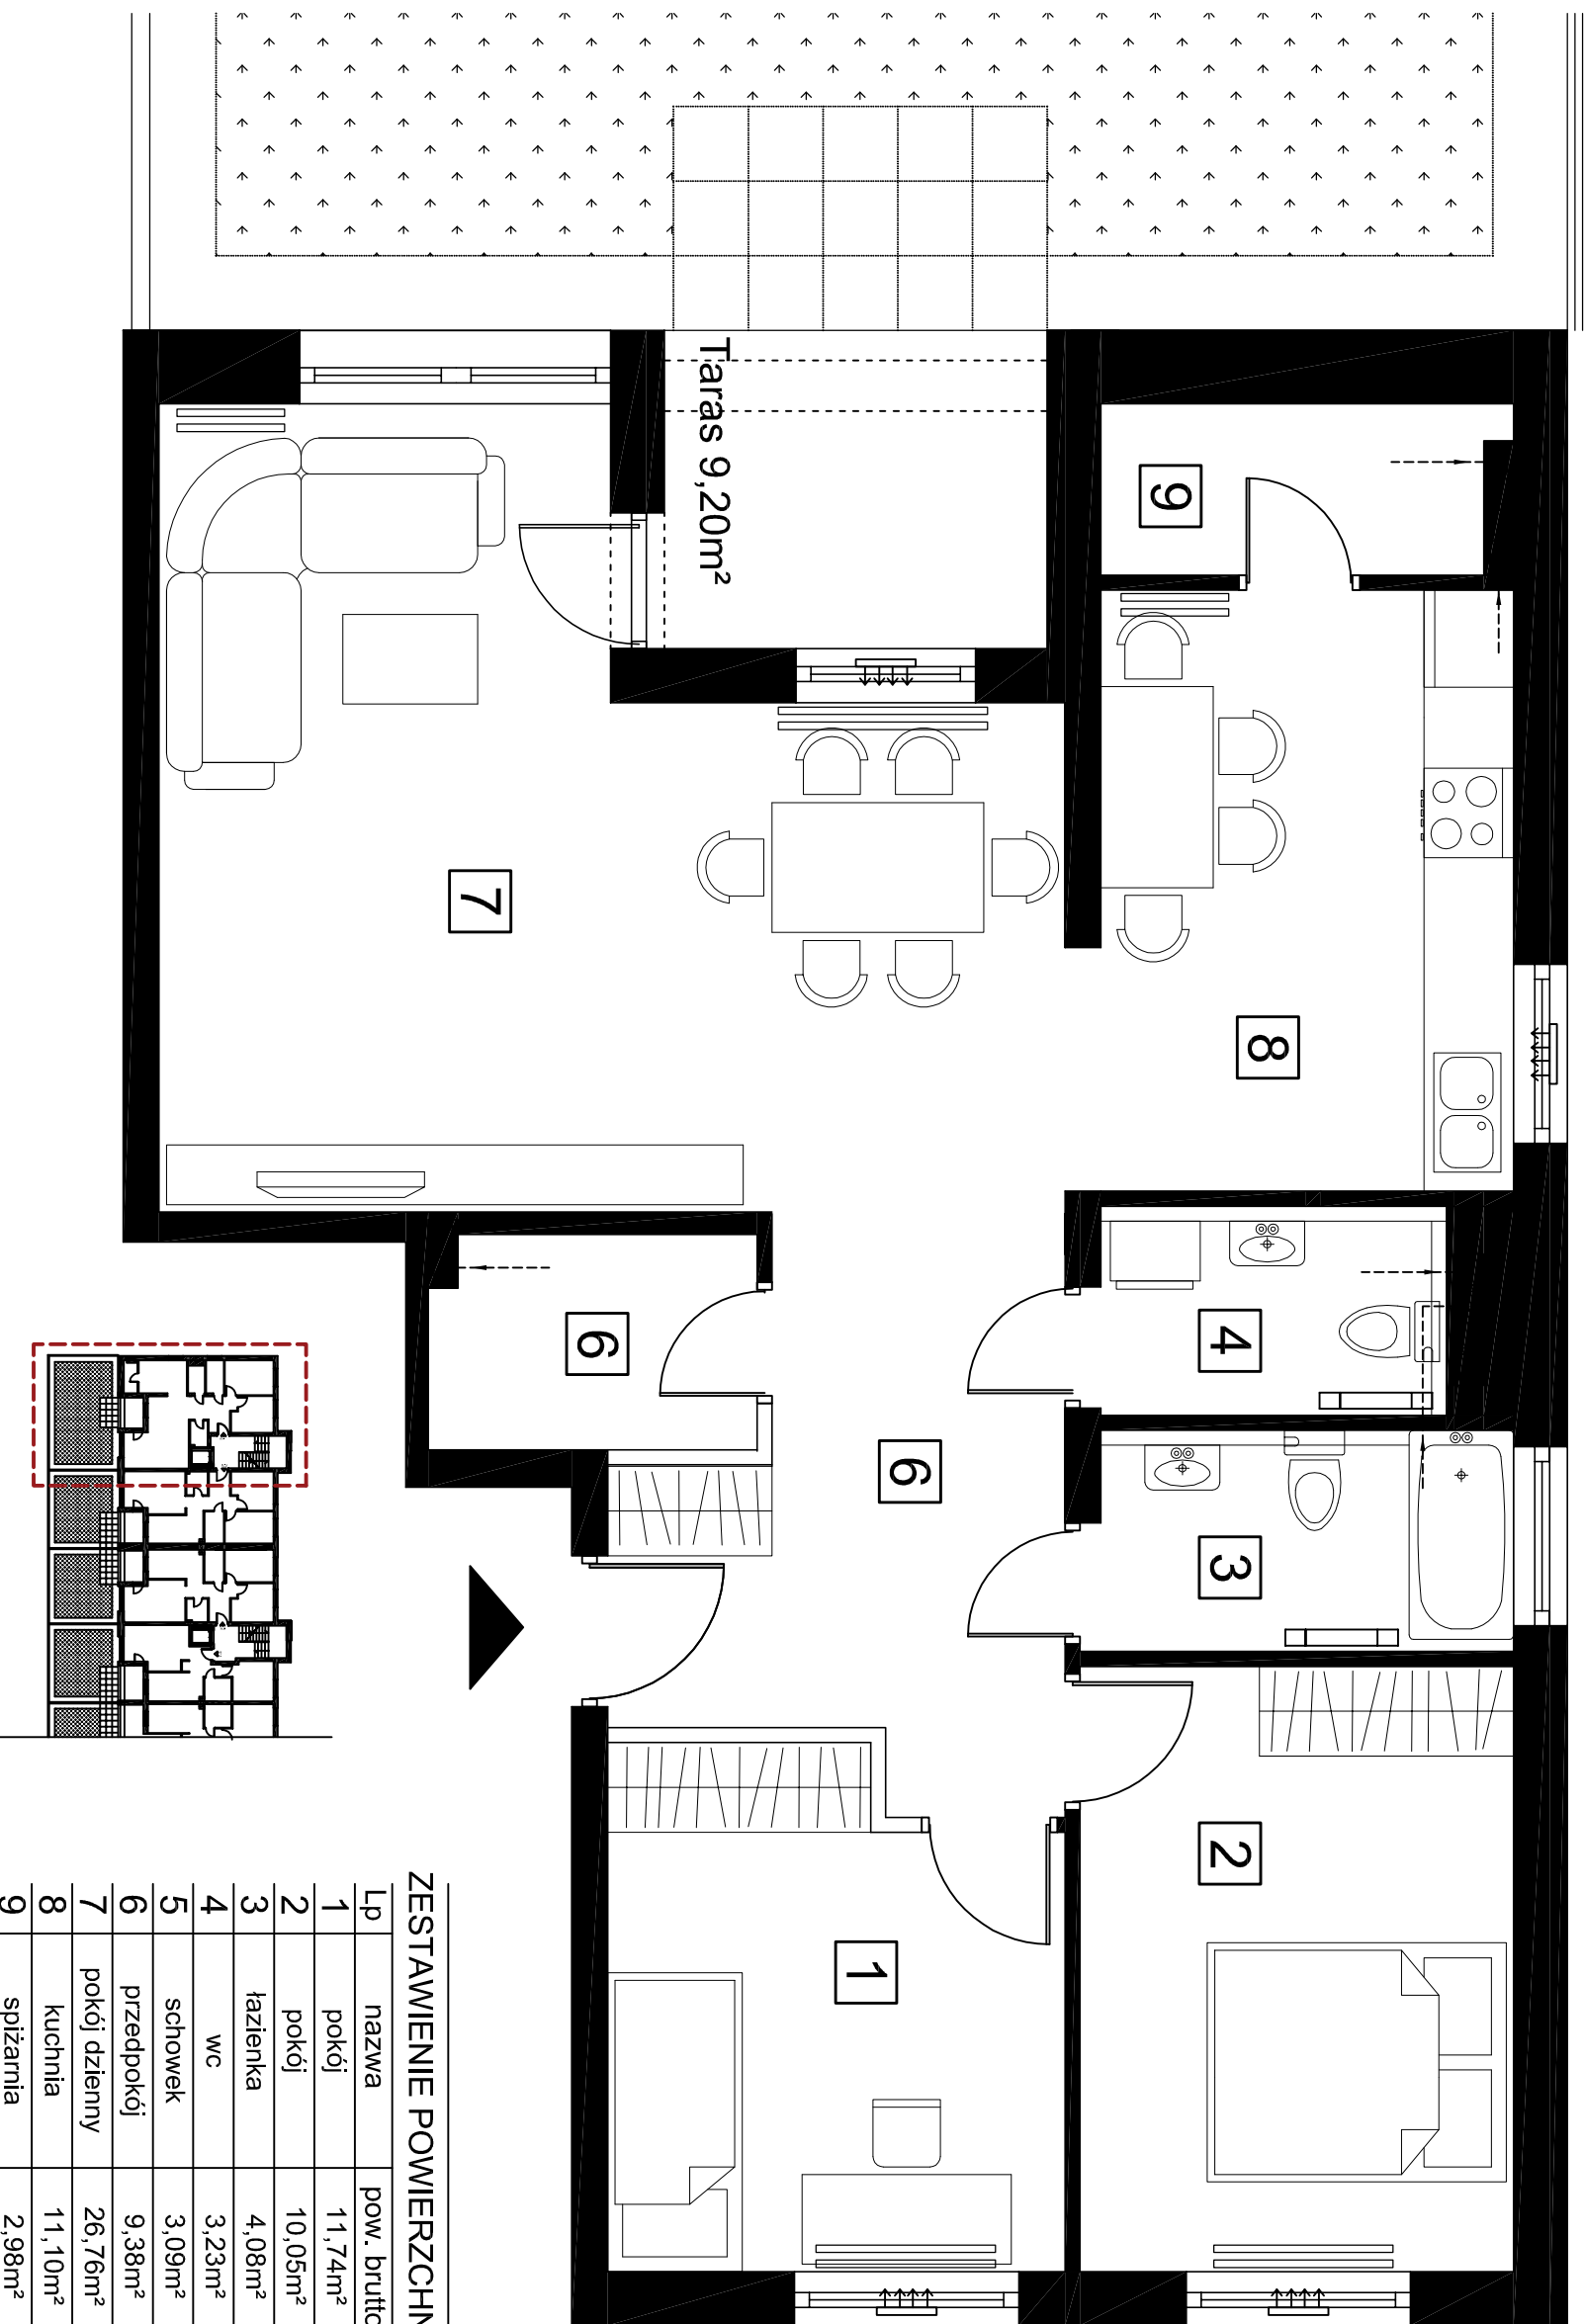 Taras 9,20m²
9
8
7
6
4
6
3
2
1
ZESTAWIENIE POWIERZCHN
Lp nazwa pow. brutto
1 pokój 11,74m²
2 pokój 10,05m²
3 łazienka 4,08m²
4 wc 3,23m²
5 schowek 3,09m²
6 przedpokój 9,38m²
7 pokój dzienny 26,76m²
8 kuchnia 11,10m²
9 spiżarnia 2,98m²